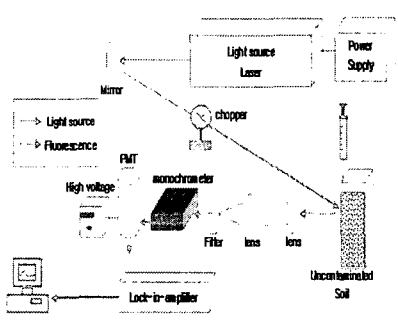 Light source
Laser
Power
Supply
Mirror
chopper
Light source
Fluorescence
PMT
High voltage
monochrometer
Filter
lens
lens
Uncontaminated
Soil
Lock-in-amplifier